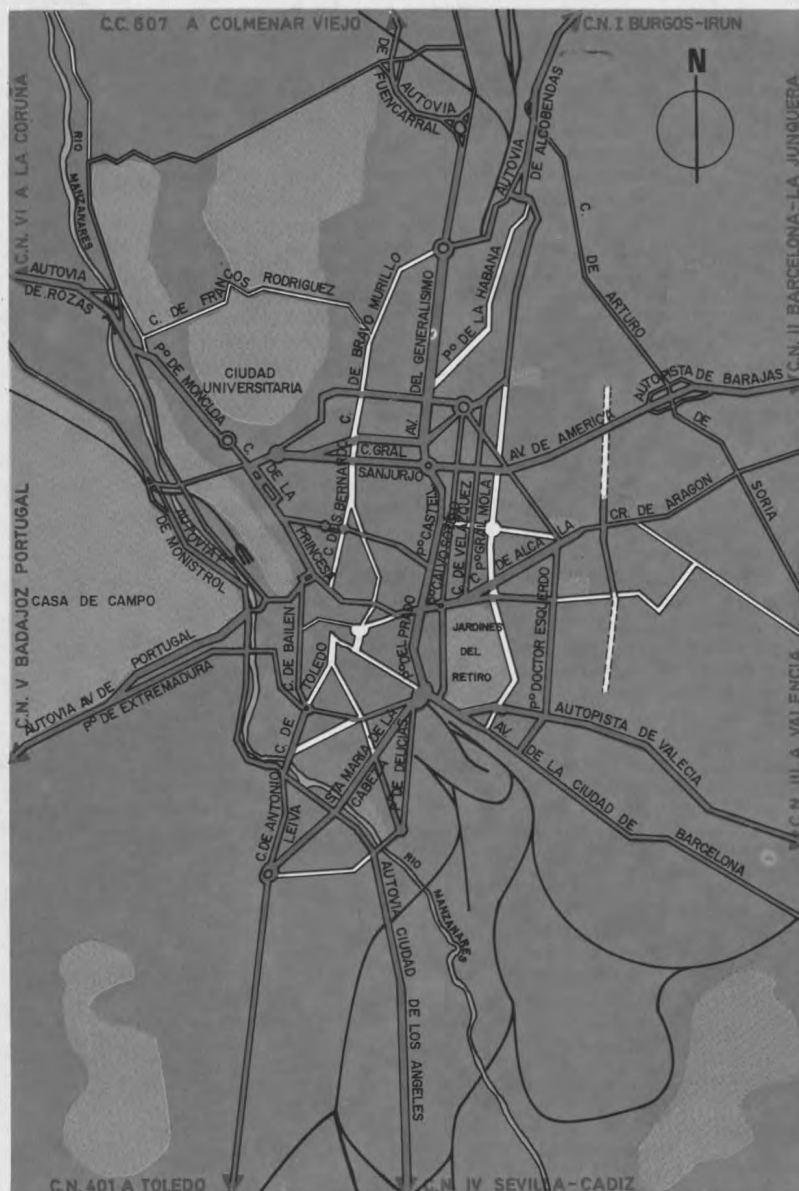 C.C. 607 A COLMENAR VIEJO
C.N. I BURGOS-IRUN
N
C.N. VI A LA CORUÑA
C.N. II BARCELONA-LA JUNQUERA
C.N. V BADAJOZ PORTUGAL
C.N. III A VALENCIA
C.N. 401 A TOLEDO
C.N. IV SEVILLA-CADIZ
AUTOVIA
DE FUENCARRAL
AUTOVIA
DE ALCOBENDAS
RIO
MANZANARES
AUTOVIA
DE ROZAS
C. DE FRANCOS RODRIGUEZ
C. DE BRAVO MURILLO
AV. DEL GENERALISIMO
Pº DE LA HABANA
C. DE ARTURO
DE SORIA
AUTOPISTA DE BARAJAS
Pº DE MONCLOA
CIUDAD
UNIVERSITARIA
C. DE LA
PRINCESA
C. GRAL
SANJURJO
AV. DE AMERICA
C. DE S. BERNARDO
Pº CASTEL
C. DE VELAZQUEZ
GRAL MOLA
DE ALCALA
CR. DE ARAGON
AUTOVIA
DE MONISTROL
CASA DE CAMPO
AUTOVIA AV. DE PORTUGAL
Pº DE EXTREMADURA
C. DE BAILEN
C. DE TOLEDO
Pº DEL PRADO
JARDINES
DEL
RETIRO
Pº DOCTOR ESQUERDO
AUTOPISTA DE VALECIA
AV. DE LA CIUDAD DE BARCELONA
STA MARIA DE LA
CABEZA
P. DE DELICIAS
C. DE ANTONIO
LEIVA
RIO
MANZANARES
AUTOVIA CIUDAD DE LOS ANGELES